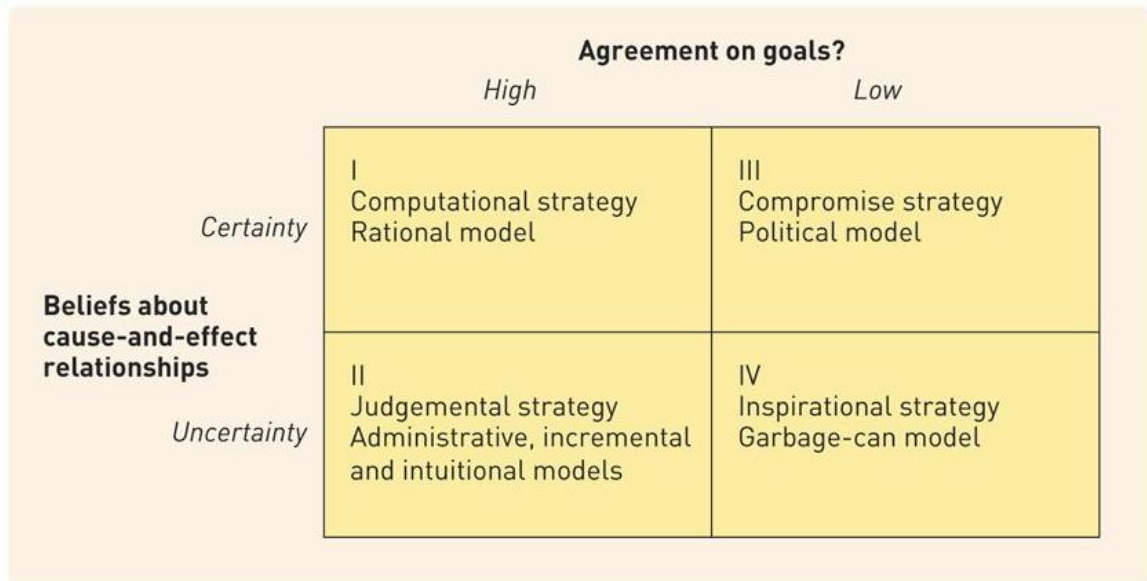 Agreement on goals?
High
Low
Certainty
I
Computational strategy
Rational model
III
Compromise strategy
Political model
Beliefs about
cause-and-effect
relationships
Uncertainty
II
Judgemental strategy
Administrative, incremental
and intuitional models
IV
Inspirational strategy
Garbage-can model